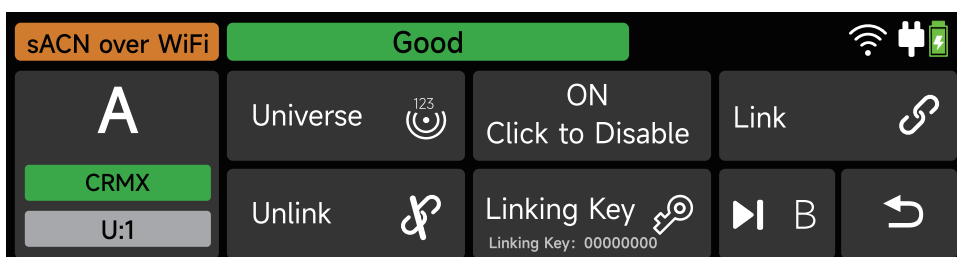 sACN over WiFi
Good
A
CRMX
U:1
Universe
123
ON
Click to Disable
Link
Unlink
Linking Key
Linking Key: 00000000
B